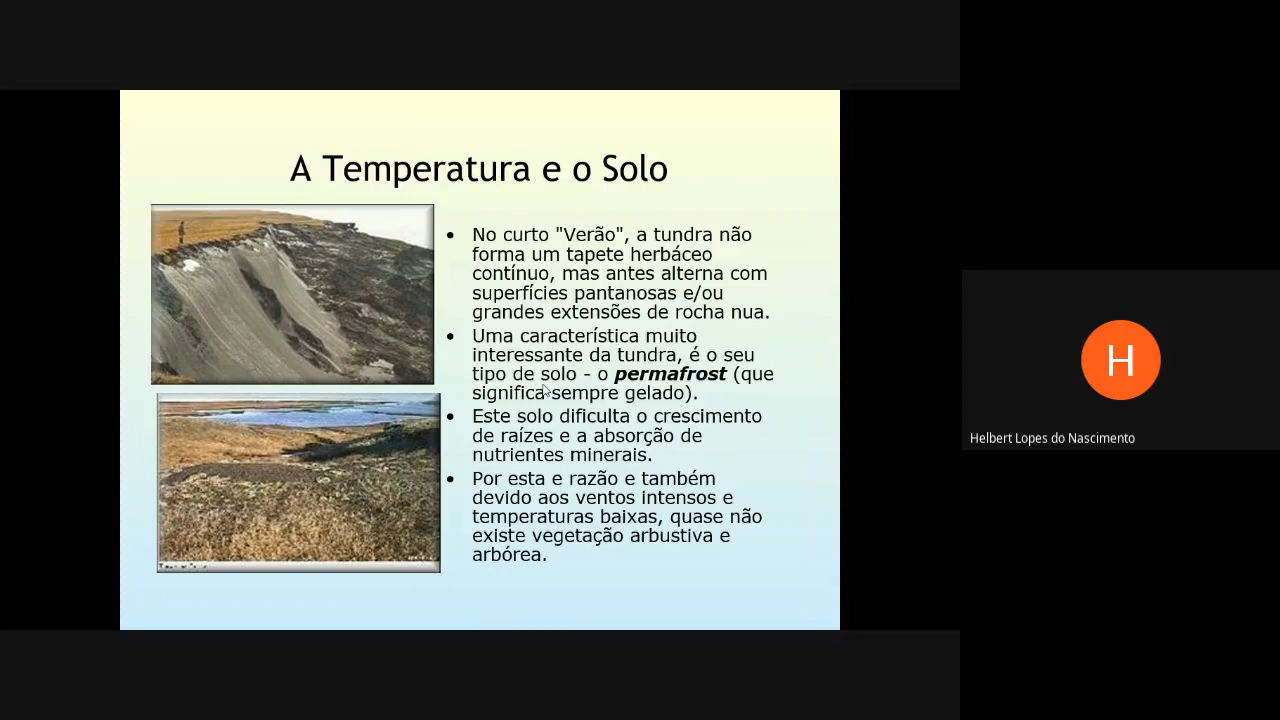 A Temperatura e o Solo
• No curto "Verão", a tundra não
forma um tapete herbáceo
contínuo, mas antes alterna com
superfícies pantanosas e/ou
grandes extensões de rocha nua.
• Uma característica muito
interessante da tundra, é o seu
tipo de solo - o permafrost (que
significa sempre gelado).
• Este solo dificulta o crescimento
de raízes e a absorção de
nutrientes minerais.
• Por esta e razão e também
devido aos ventos intensos e
temperaturas baixas, quase não
existe vegetação arbustiva e
arbórea.
H
Helbert Lopes do Nascimento